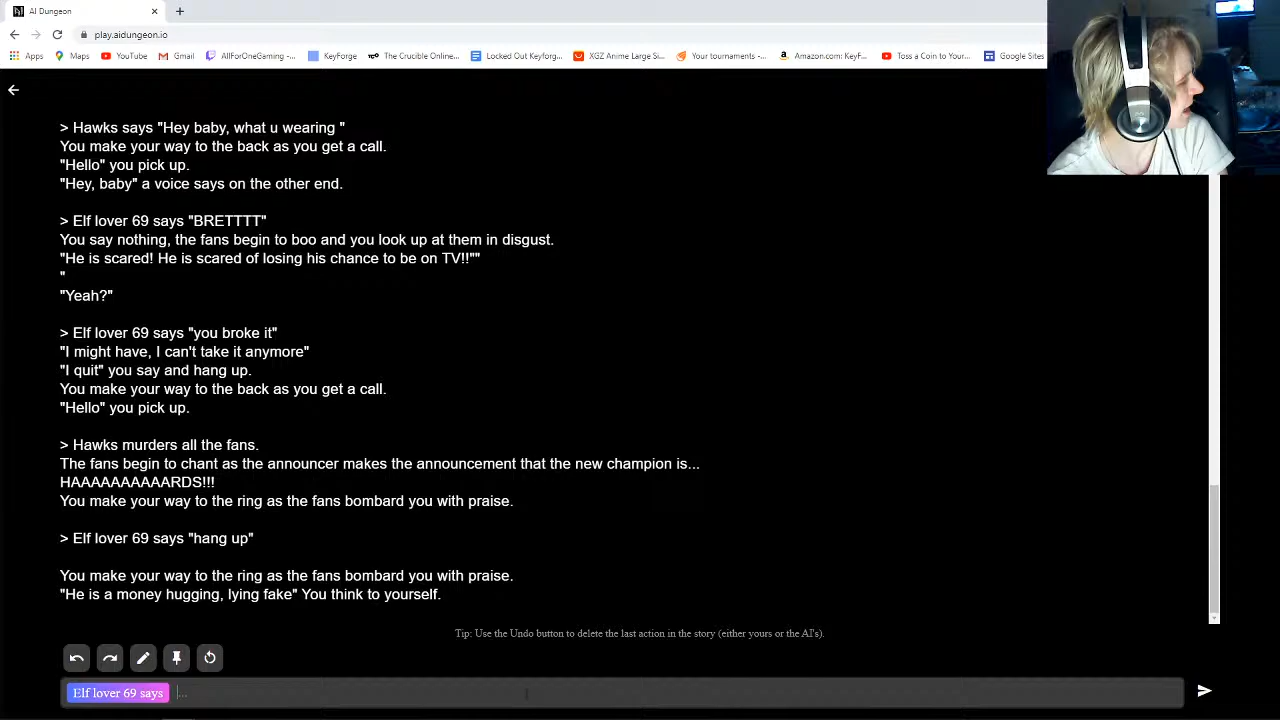 AI Dungeon
play.aidungeon.io
Apps Maps YouTube Gmail AllForOneGaming -... KeyForge The Crucible Onlin... Locked Out Keyforg... XGZ Anime Large Si... Your tournaments -... Amazon.com: KeyF... Toss a Coin to Your... Google Sites
> Hawks says "Hey baby, what u wearing "
You make your way to the back as you get a call.
"Hello" you pick up.
"Hey, baby" a voice says on the other end.
> Elf lover 69 says "BRETTTT"
You say nothing, the fans begin to boo and you look up at them in disgust.
"He is scared! He is scared of losing his chance to be on TV!!""
"
"Yeah?"
> Elf lover 69 says "you broke it"
"I might have, I can't take it anymore"
"I quit" you say and hang up.
You make your way to the back as you get a call.
"Hello" you pick up.
> Hawks murders all the fans.
The fans begin to chant as the announcer makes the announcement that the new champion is...
HAAAAAAAAAARDS!!!
You make your way to the ring as the fans bombard you with praise.
> Elf lover 69 says "hang up"
You make your way to the ring as the fans bombard you with praise.
"He is a money hugging, lying fake" You think to yourself.
Tip: Use the Undo button to delete the last action in the story (either yours or the AI's).
Elf lover 69 says ...